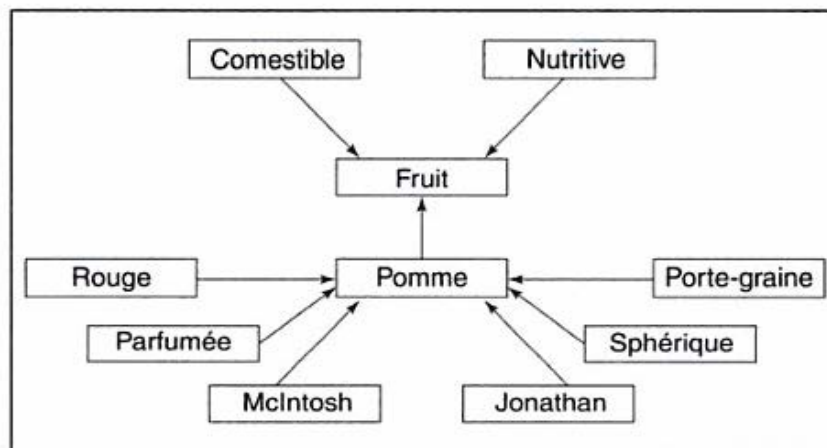 Comestible
Nutritive
Fruit
Rouge
Pomme
Porte-graine
Parfumée
Sphérique
McIntosh
Jonathan